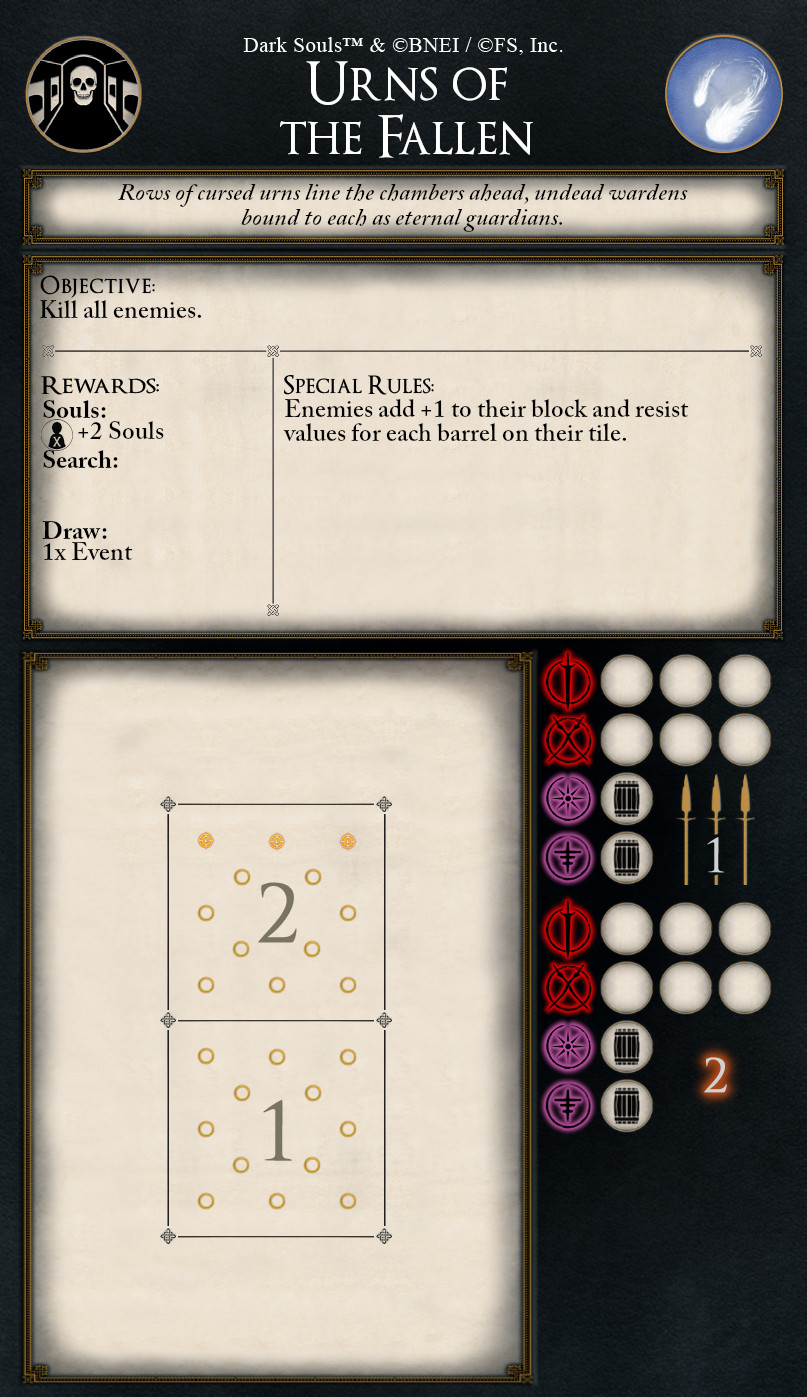 Dark Souls™ & ©BNEI / ©FS, Inc.
Urns of
the Fallen
Rows of cursed urns line the chambers ahead, undead wardens
bound to each as eternal guardians.
Objective:
Kill all enemies.
Rewards:
Souls:
X +2 Souls
Search:
Draw:
1x Event
Special Rules:
Enemies add +1 to their block and resist
values for each barrel on their tile.
2
1
1
2